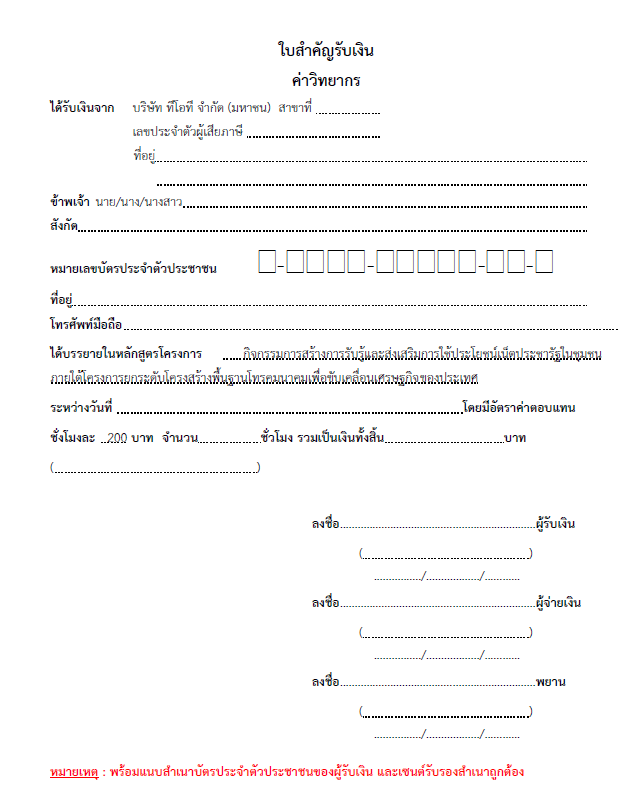 ใบสำคัญรับเงิน
ค่าวิทยากร
ได้รับเงินจาก บริษัท ทีโอที จำกัด (มหาชน) สาขาที่ ....................
เลขประจำตัวผู้เสียภาษี ........................................
ที่อยู่................................................................................
................................................................................
ข้าพเจ้า นาย/นาง/นางสาว................................................................................
สังกัด................................................................................
หมายเลขบัตรประจำตัวประชาชน □-□□□□-□□□□□-□□-□
ที่อยู่................................................................................
โทรศัพท์มือถือ................................................................................
ได้บรรยายในหลักสูตรโครงการ ......กิจกรรมการสร้างการรับรู้และส่งเสริมการใช้ประโยชน์เน็ตประชารัฐในชุมชน
ภายใต้โครงการยกระดับโครงสร้างพื้นฐานโทรคมนาคมเพื่อขับเคลื่อนเศรษฐกิจของประเทศ
ระหว่างวันที่ ................................................................................โดยมีอัตราค่าตอบแทน
ชั่งโมงละ ..200 บาท จำนวน................ชั่วโมง รวมเป็นเงินทั้งสิ้น..............................บาท
(..................................................)
ลงชื่อ..................................................ผู้รับเงิน
(..................................................)
................/................../............
ลงชื่อ..................................................ผู้จ่ายเงิน
(..................................................)
................/................../............
ลงชื่อ..................................................พยาน
(..................................................)
................/................../............
หมายเหตุ : พร้อมแนบสำเนาบัตรประจำตัวประชาชนของผู้รับเงิน และเซนต์รับรองสำเนาถูกต้อง